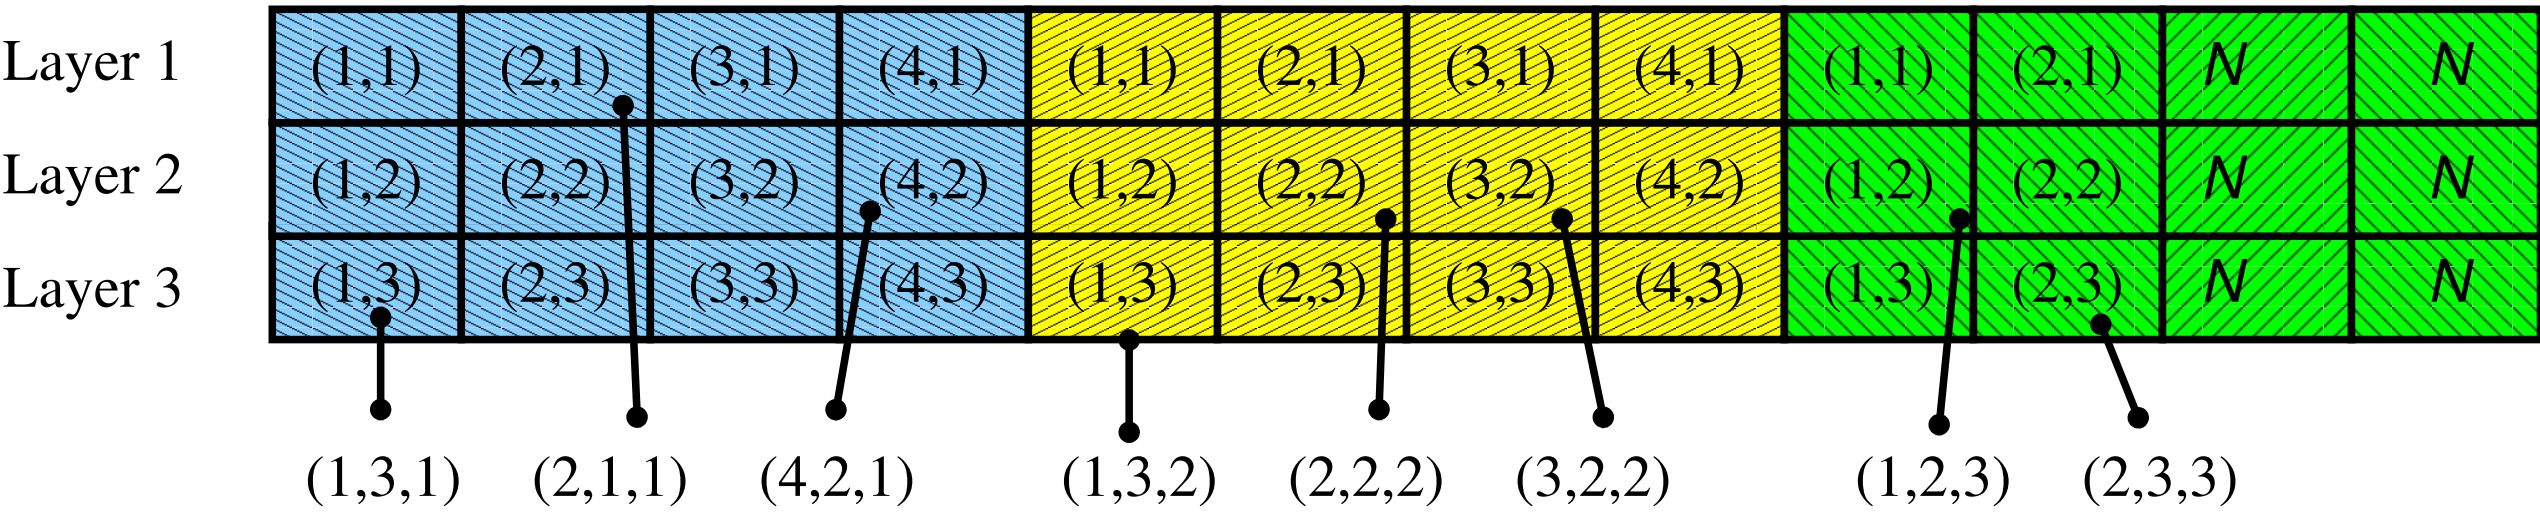 Layer 1 (1,1) (2,1) (3,1) (4,1) (1,1) (2,1) (3,1) (4,1) (1,1) (2,1) N N
Layer 2 (1,2) (2,2) (3,2) (4,2) (1,2) (2,2) (3,2) (4,2) (1,2) (2,2) N N
Layer 3 (1,3) (2,3) (3,3) (4,3) (1,3) (2,3) (3,3) (4,3) (1,3) (2,3) N N
(1,3,1) (2,1,1) (4,2,1) (1,3,2) (2,2,2) (3,2,2) (1,2,3) (2,3,3)